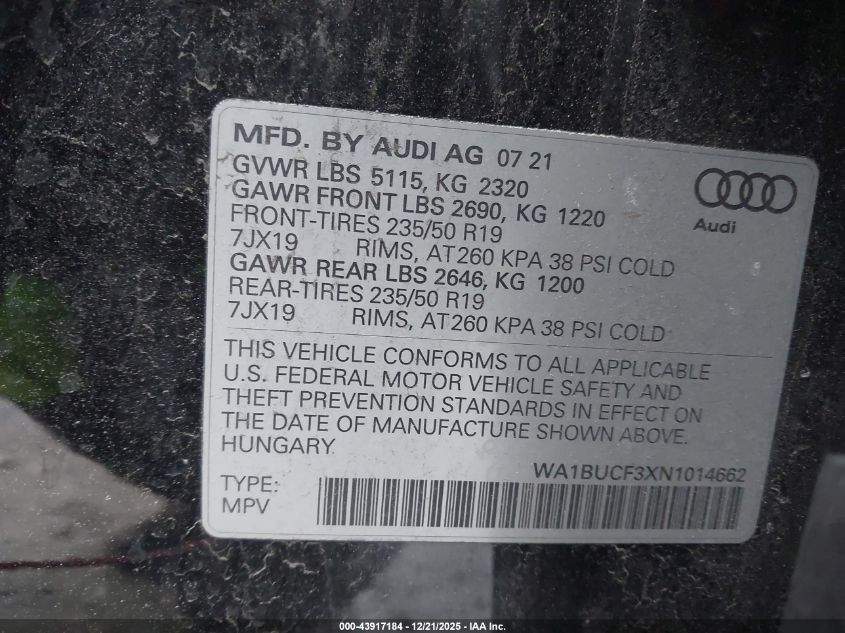 MFD. BY AUDI AG 07 21
GVWR LBS 5115, KG 2320
GAWR FRONT LBS 2690, KG 1220
FRONT-TIRES 235/50 R19
7JX19 RIMS, AT260 KPA 38 PSI COLD
GAWR REAR LBS 2646, KG 1200
REAR-TIRES 235/50 R19
7JX19 RIMS, AT260 KPA 38 PSI COLD
Audi
THIS VEHICLE CONFORMS TO ALL APPLICABLE
U.S. FEDERAL MOTOR VEHICLE SAFETY AND
THEFT PREVENTION STANDARDS IN EFFECT ON
THE DATE OF MANUFACTURE SHOWN ABOVE.
HUNGARY
WA1BUCF3XN1014662
TYPE:
MPV
000-43917184 - 12/21/2025 - IAA Inc.